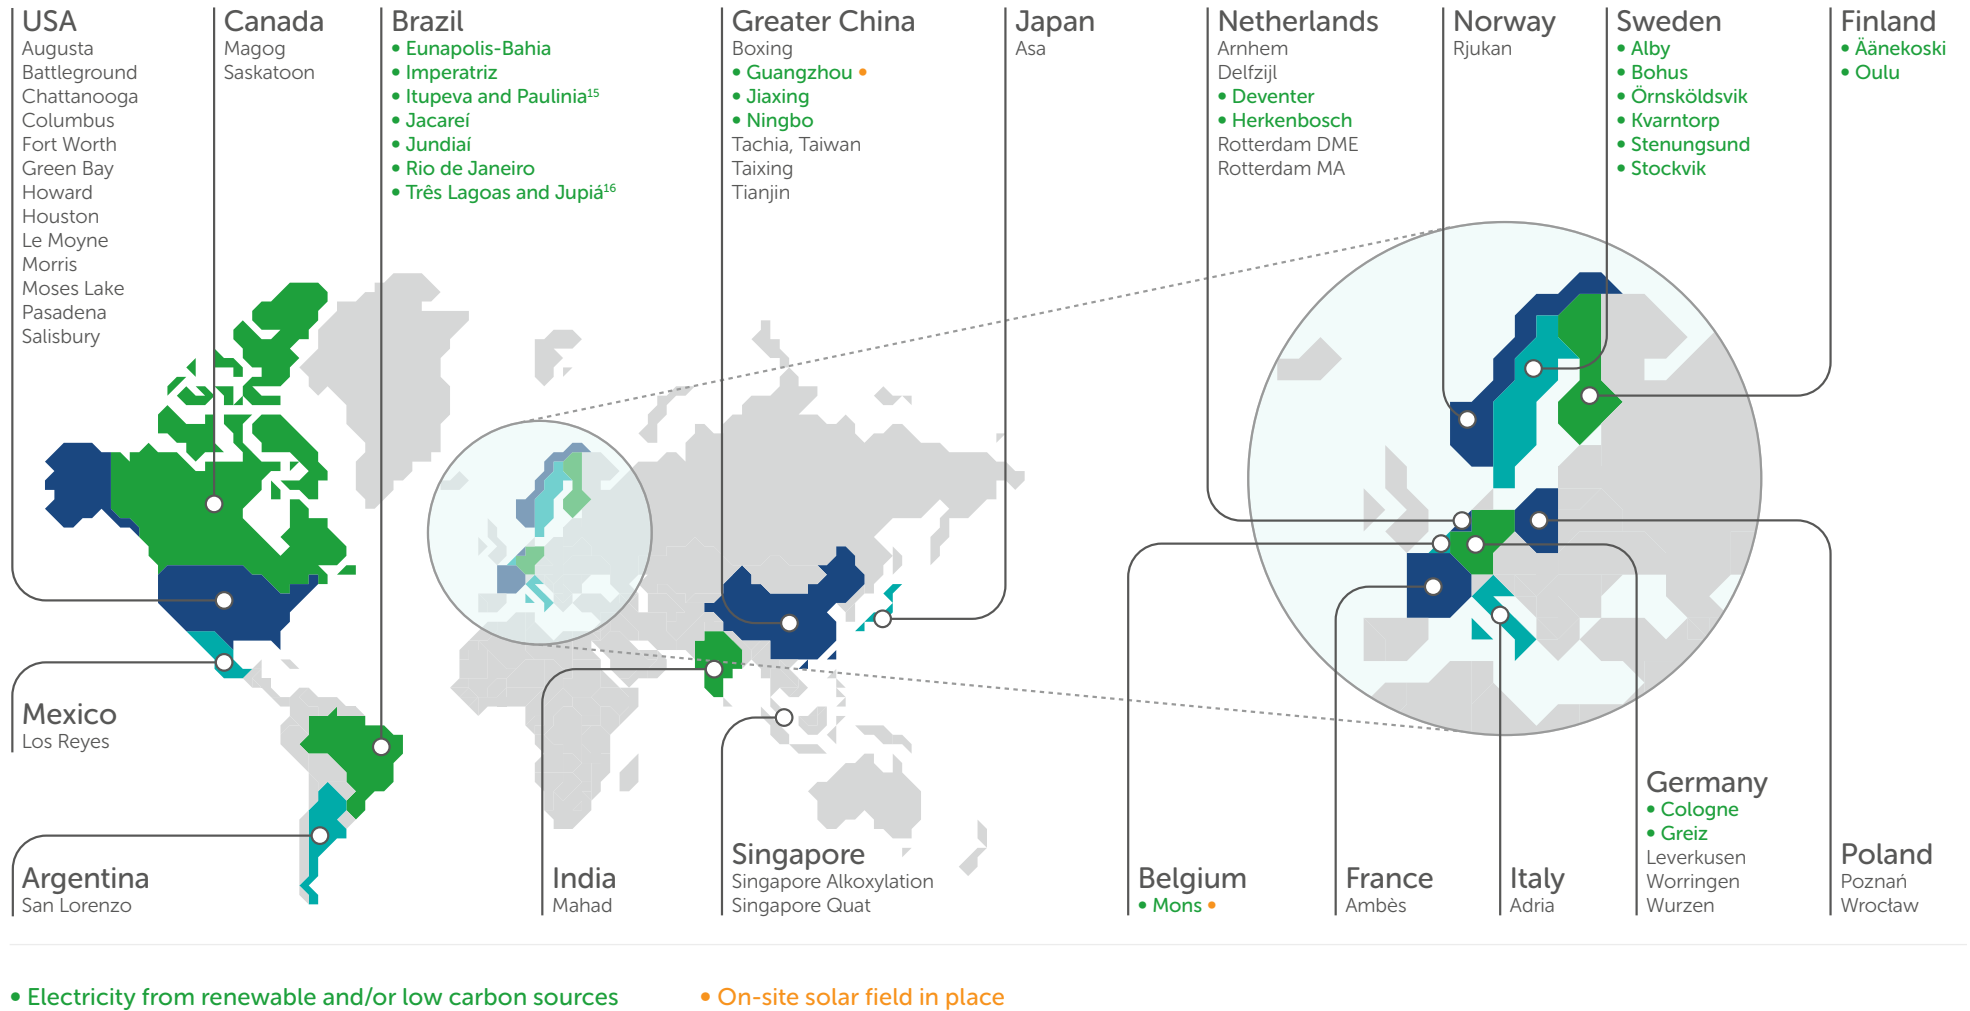 USA
Augusta
Battleground
Chattanooga
Columbus
Fort Worth
Green Bay
Howard
Houston
Le Moyne
Morris
Moses Lake
Pasadena
Salisbury
Canada
Magog
Saskatoon
Brazil
• Eunapolis-Bahia
• Imperatriz
• Itupeva and Paulinia¹⁵
• Jacareí
• Jundiaí
• Rio de Janeiro
• Três Lagoas and Jupiá¹⁶
Greater China
Boxing
• Guangzhou •
• Jiaxing
• Ningbo
Tachia, Taiwan
Taixing
Tianjin
Japan
Asa
Netherlands
Arnhem
Delfzijl
• Deventer
• Herkenbosch
Rotterdam DME
Rotterdam MA
Norway
Rjukan
Sweden
• Alby
• Bohus
• Örnsköldsvik
• Kvarntorp
• Stenungsund
• Stockvik
Finland
• Äänekoski
• Oulu
Mexico
Los Reyes
Argentina
San Lorenzo
India
Mahad
Singapore
Singapore Alkoxylation
Singapore Quat
Belgium
• Mons •
France
Ambès
Italy
Adria
Germany
• Cologne
• Greiz
Leverkusen
Worringen
Wurzen
Poland
Poznań
Wrocław
• Electricity from renewable and/or low carbon sources
• On-site solar field in place